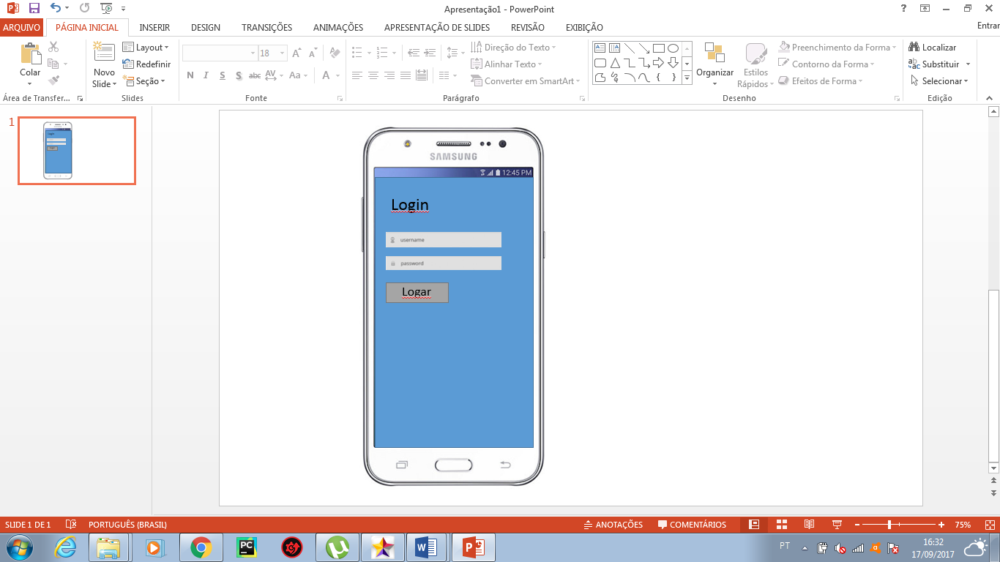 Apresentação1 - PowerPoint
?
ARQUIVO
PÁGINA INICIAL
INSERIR
DESIGN
TRANSIÇÕES
ANIMAÇÕES
APRESENTAÇÃO DE SLIDES
REVISÃO
EXIBIÇÃO
Entrar
Colar
Área de Transfer...
Novo
Slide
Layout
Redefinir
Seção
Slides
18
A A
N I S S abc AV Aa A
Fonte
Direção do Texto
Alinhar Texto
Converter em SmartArt
Parágrafo
Organizar
Estilos
Rápidos
Preenchimento da Forma
Contorno da Forma
Efeitos de Forma
Desenho
Localizar
Substituir
Selecionar
Edição
1
SAMSUNG
12:45 PM
Login
username
password
Logar
SLIDE 1 DE 1
PORTUGUÊS (BRASIL)
ANOTAÇÕES
COMENTÁRIOS
75%
PC
PT
16:32
17/09/2017